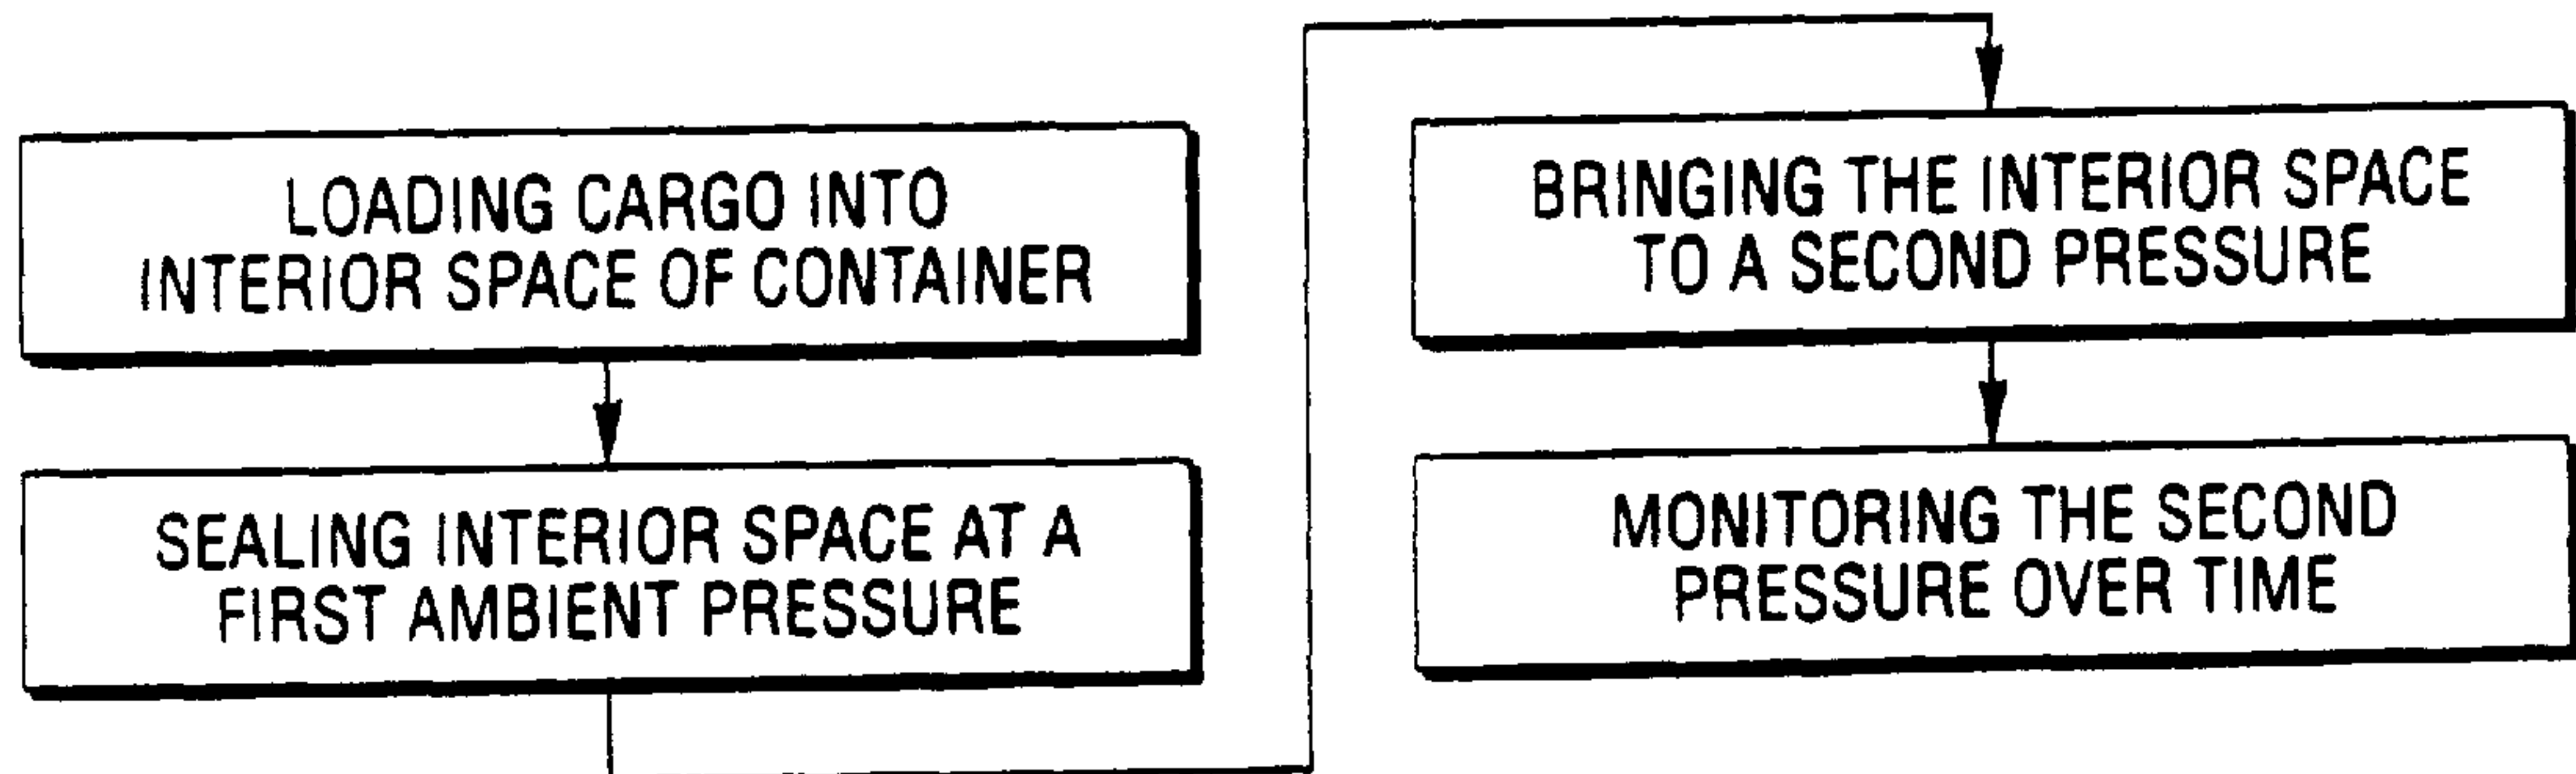 LOADING CARGO INTO
INTERIOR SPACE OF CONTAINER
SEALING INTERIOR SPACE AT A
FIRST AMBIENT PRESSURE
BRINGING THE INTERIOR SPACE
TO A SECOND PRESSURE
MONITORING THE SECOND
PRESSURE OVER TIME